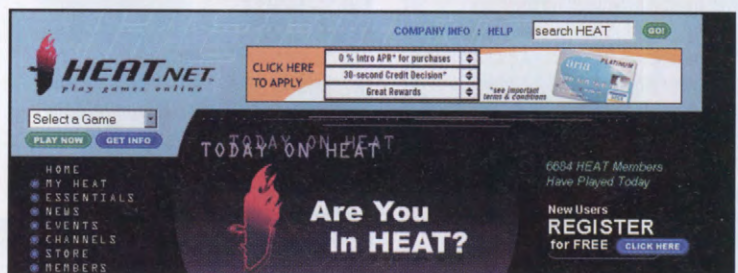 COMPANY INFO : HELP
search HEAT
GO!
HEAT.NET
play games online
CLICK HERE
TO APPLY
0 % Intro APR* for purchases
30-second Credit Decision*
Great Rewards
*see important
terms & conditions
PLATINUM
Select a Game
PLAY NOW
GET INFO
TODAY ON HEAT
TODAY ON HEAT
HOME
MY HEAT
ESSENTIALS
NEWS
EVENTS
CHANNELS
STORE
MEMBERS
Are You
In HEAT?
6684 HEAT Members
Have Played Today
New Users
REGISTER
for FREE
CLICK HERE